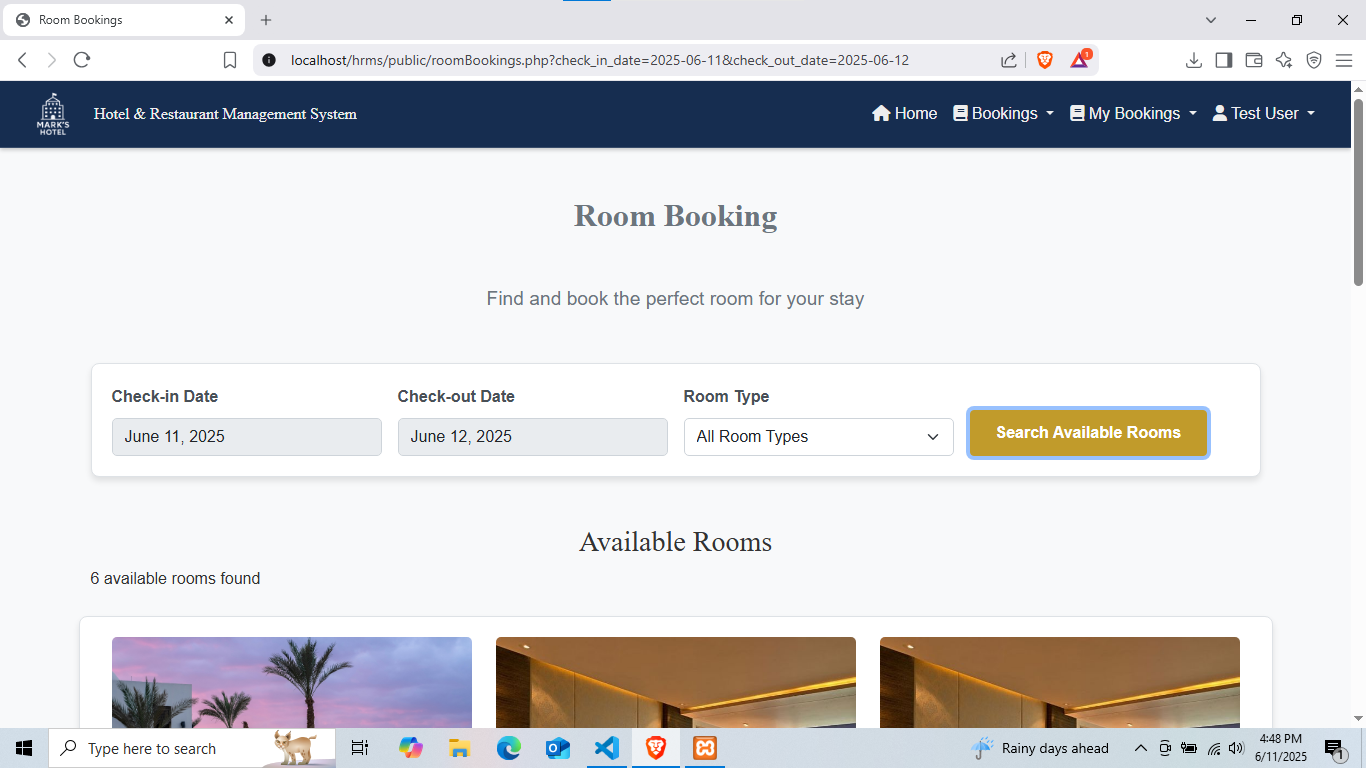 Room Bookings
localhost/hrms/public/roomBookings.php?check_in_date=2025-06-11&check_out_date=2025-06-12
1
MARK'S
HOTEL
Hotel & Restaurant Management System
Home
Bookings
My Bookings
Test User
Room Booking
Find and book the perfect room for your stay
Check-in Date
Check-out Date
Room Type
June 11, 2025
June 12, 2025
All Room Types
Search Available Rooms
Available Rooms
6 available rooms found
Type here to search
Rainy days ahead
4:48 PM
6/11/2025
1